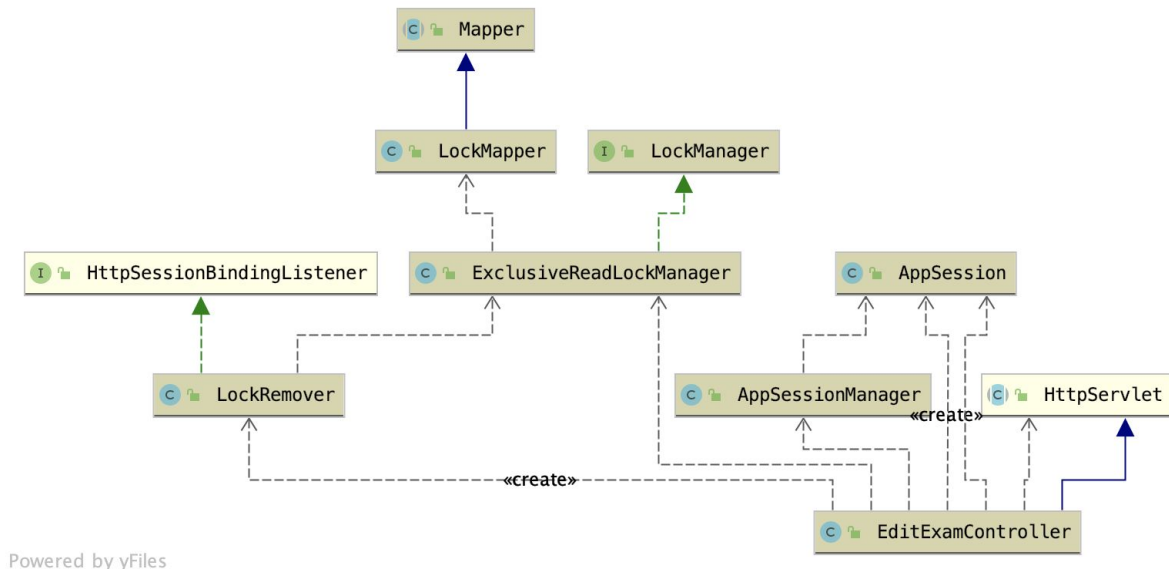 C Mapper
C LockMapper
I LockManager
I HttpSessionBindingListener
C ExclusiveReadLockManager
C AppSession
C LockRemover
C AppSessionManager
C HttpServlet
«create»
«create»
C EditExamController
Powered by yFiles